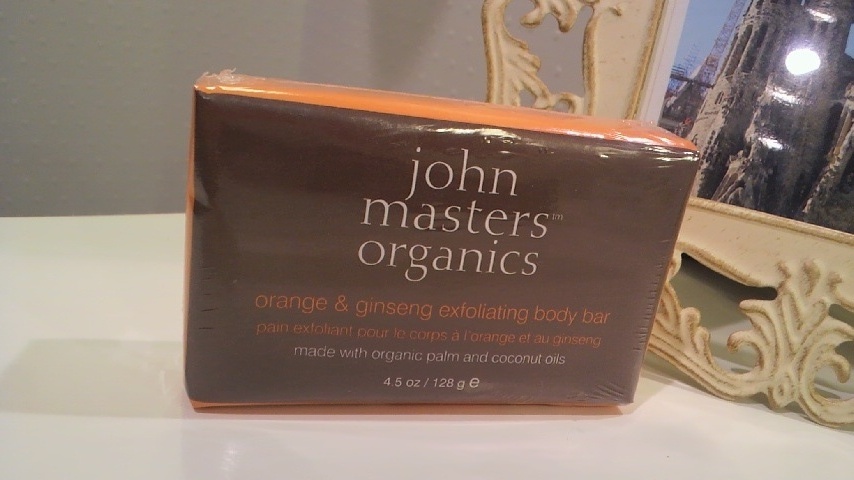 john
masters™
organics
orange & ginseng exfoliating body bar
pain exfoliant pour le corps à l'orange et au ginseng
made with organic palm and coconut oils
4.5 oz / 128 g ℮